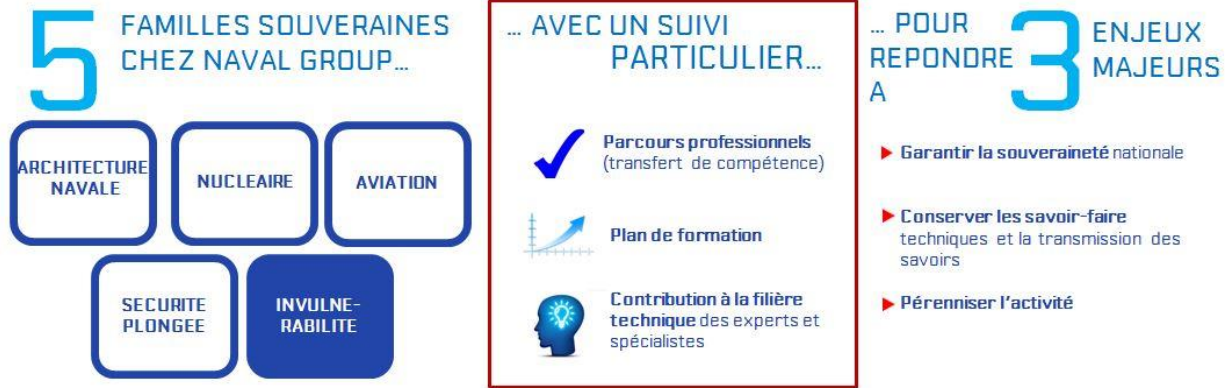 5 FAMILLES SOUVERAINES
CHEZ NAVAL GROUP...
ARCHITECTURE
NAVALE
NUCLEAIRE
AVIATION
SECURITE
PLONGEE
INVULNE-
RABILITE
... AVEC UN SUIVI
PARTICULIER...
Parcours professionnels
(transfert de compétence)
Plan de formation
Contribution à la filière
technique des experts et
spécialistes
... POUR
REPONDRE
A
3 ENJEUX
MAJEURS
Garantir la souveraineté nationale
Conserver les savoir-faire
techniques et la transmission des
savoirs
Pérenniser l'activité